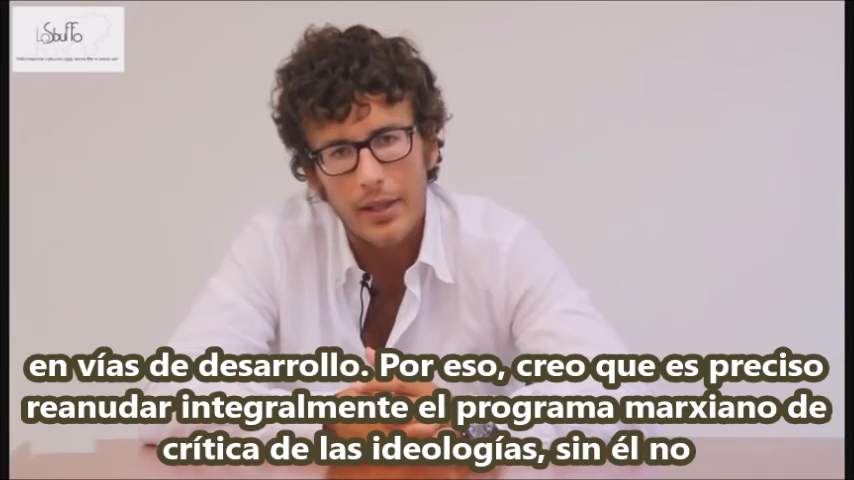 LoSbuffo
en vías de desarrollo. Por eso, creo que es preciso
reanudar integralmente el programa marxiano de
crítica de las ideologías, sin él no